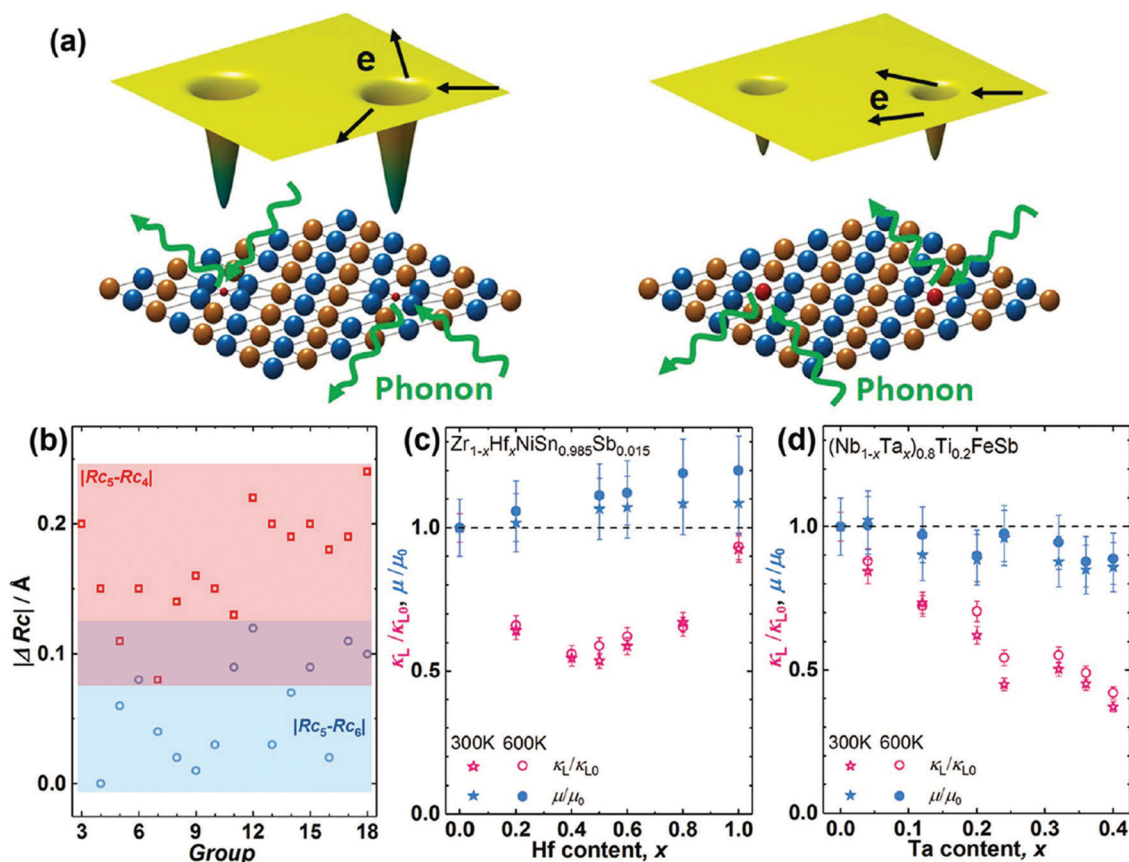 (a)
e
e
Phonon
Phonon
(b)
|Rc₅-Rc₄|
|Rc₅-Rc₆|
|ΔRc| / Å
0.2
0.1
0.0
3 6 9 12 15 18
Group
(c)
Zr₁₋ₓHfₓNiSn₀.₉₈₅Sb₀.₀₁₅
κL/κL0, μ/μ₀
1.0
0.5
0.0
300K 600K
κL/κL0
μ/μ₀
0.0 0.2 0.4 0.6 0.8 1.0
Hf content, x
(d)
(Nb₁₋ₓTaₓ)₀.₈Ti₀.₂FeSb
κL/κL0, μ/μ₀
1.0
0.5
0.0
300K 600K
κL/κL0
μ/μ₀
0.0 0.1 0.2 0.3 0.4
Ta content, x